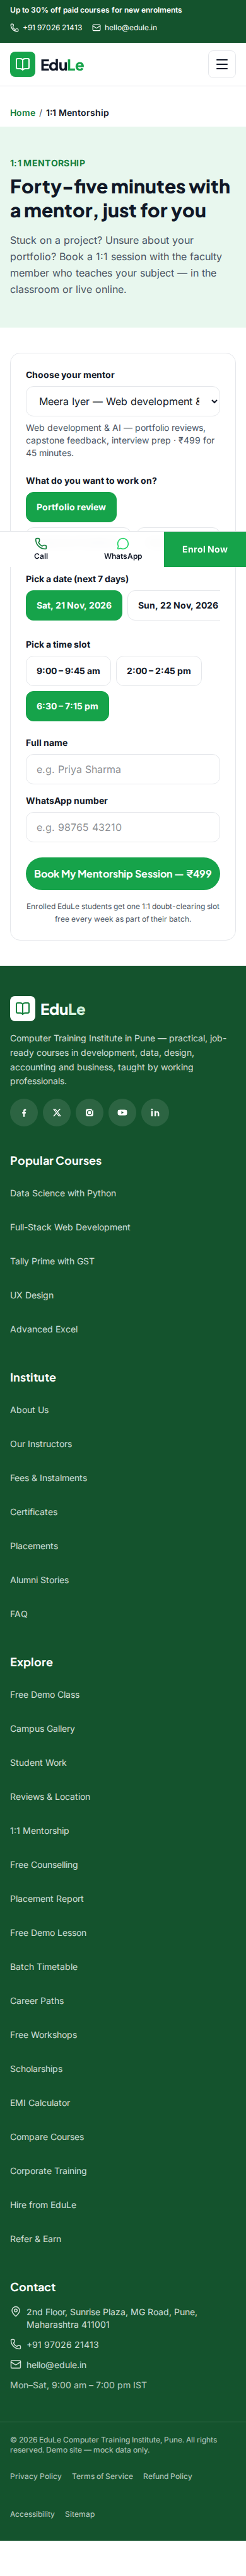 Up to 30% off paid courses for new enrolments
+91 97026 21413 hello@edule.in
EduLe
Home / 1:1 Mentorship
1:1 MENTORSHIP
Forty-five minutes with
a mentor, just for you
Stuck on a project? Unsure about your
portfolio? Book a 1:1 session with the faculty
member who teaches your subject — in the
classroom or live online.
Choose your mentor
Meera Iyer — Web development &
Web development & AI — portfolio reviews,
capstone feedback, interview prep · ₹499 for
45 minutes.
What do you want to work on?
Portfolio review
Call WhatsApp Enrol Now
Pick a date (next 7 days)
Sat, 21 Nov, 2026 Sun, 22 Nov, 2026
Pick a time slot
9:00 – 9:45 am 2:00 – 2:45 pm
6:30 – 7:15 pm
Full name
e.g. Priya Sharma
WhatsApp number
e.g. 98765 43210
Book My Mentorship Session — ₹499
Enrolled EduLe students get one 1:1 doubt-clearing slot
free every week as part of their batch.
EduLe
Computer Training Institute in Pune — practical, job-
ready courses in development, data, design,
accounting and business, taught by working
professionals.
Popular Courses
Data Science with Python
Full-Stack Web Development
Tally Prime with GST
UX Design
Advanced Excel
Institute
About Us
Our Instructors
Fees & Instalments
Certificates
Placements
Alumni Stories
FAQ
Explore
Free Demo Class
Campus Gallery
Student Work
Reviews & Location
1:1 Mentorship
Free Counselling
Placement Report
Free Demo Lesson
Batch Timetable
Career Paths
Free Workshops
Scholarships
EMI Calculator
Compare Courses
Corporate Training
Hire from EduLe
Refer & Earn
Contact
2nd Floor, Sunrise Plaza, MG Road, Pune,
Maharashtra 411001
+91 97026 21413
hello@edule.in
Mon–Sat, 9:00 am – 7:00 pm IST
© 2026 EduLe Computer Training Institute, Pune. All rights
reserved. Demo site — mock data only.
Privacy Policy Terms of Service Refund Policy
Accessibility Sitemap